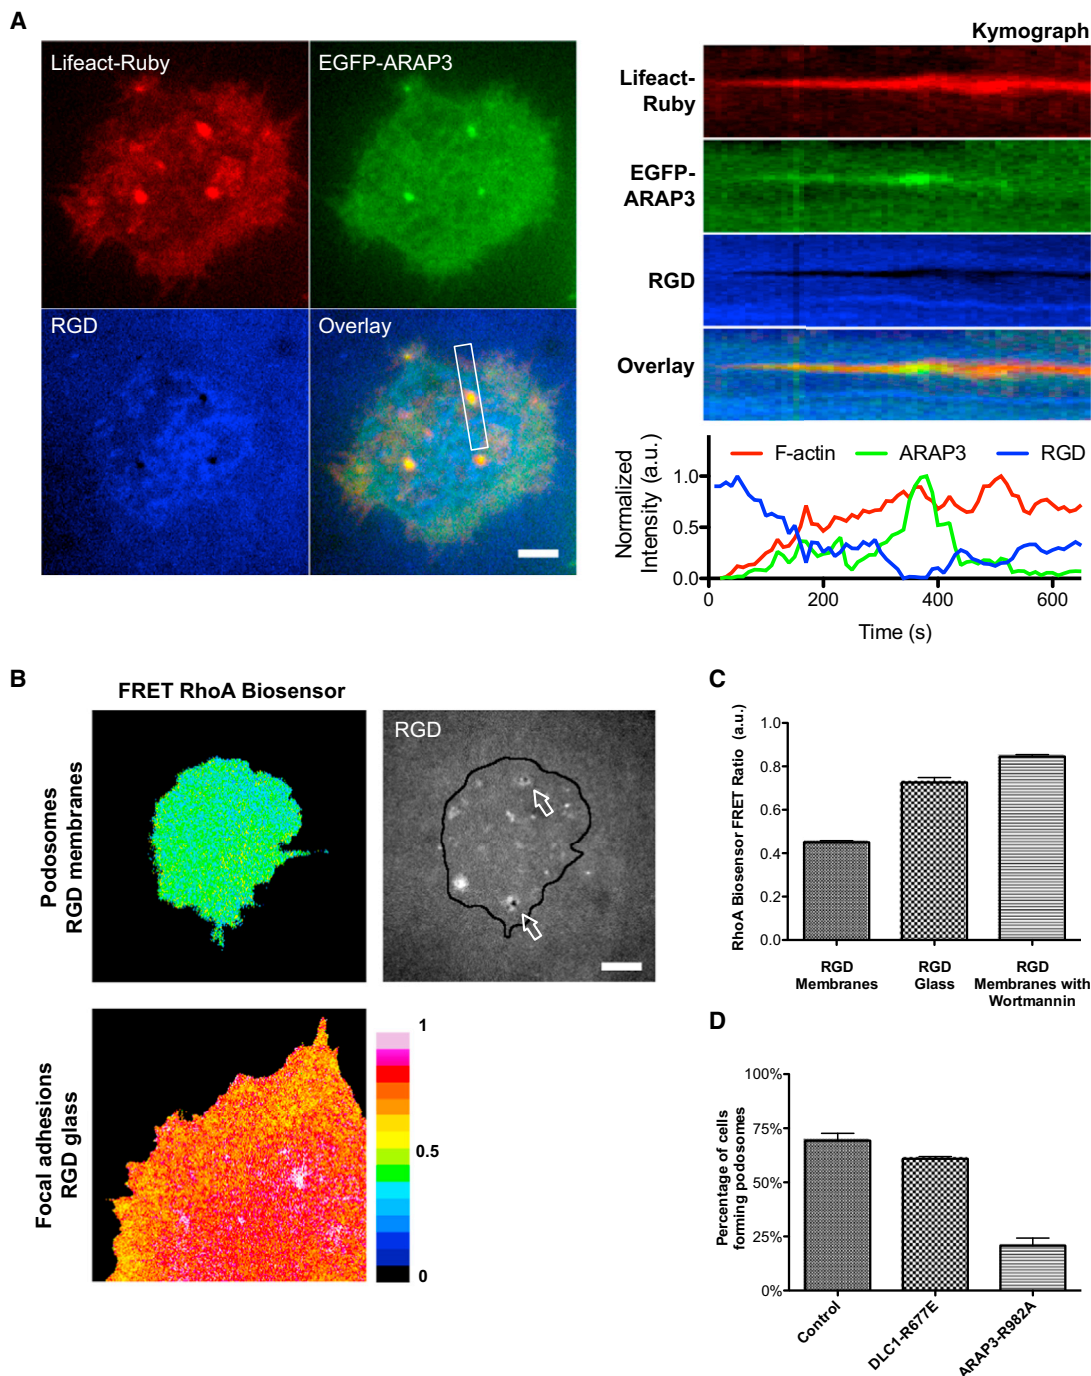 A
Lifeact-Ruby
EGFP-ARAP3
RGD
Overlay
Kymograph
Lifeact-
Ruby
EGFP-
ARAP3
RGD
Overlay
F-actin
ARAP3
RGD
Normalized
Intensity (a.u.)
1.0
0.5
0.0
0
200
400
600
Time (s)
B
FRET RhoA Biosensor
Podosomes
RGD membranes
RGD
Focal adhesions
RGD glass
1
0.5
0
C
RhoA Biosensor FRET Ratio (a.u.)
1.0
0.8
0.6
0.4
0.2
0.0
RGD
Membranes
RGD
Glass
RGD
Membranes with
Wortmannin
D
Percentage of cells
forming podosomes
100%
75%
50%
25%
0%
Control
DLC1-R677E
ARAP3-R982A